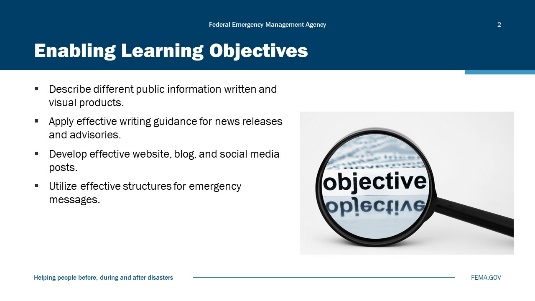 Federal Emergency Management Agency
2
Enabling Learning Objectives
▪ Describe different public information written and
visual products.
▪ Apply effective writing guidance for news releases
and advisories.
▪ Develop effective website, blog, and social media
posts.
▪ Utilize effective structures for emergency
messages.
objective
objective
Helping people before, during and after disasters
FEMA.GOV